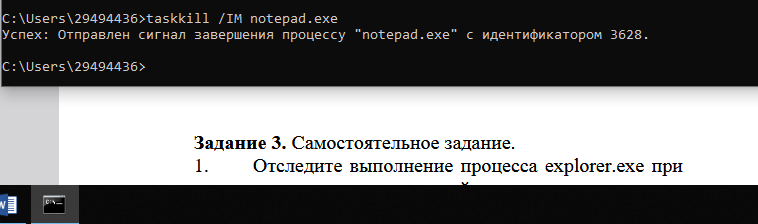 C:\Users\29494436>taskkill /IM notepad.exe
Успех: Отправлен сигнал завершения процессу "notepad.exe" с идентификатором 3628.
C:\Users\29494436>
Задание 3. Самостоятельное задание.
1. Отследите выполнение процесса explorer.exe при